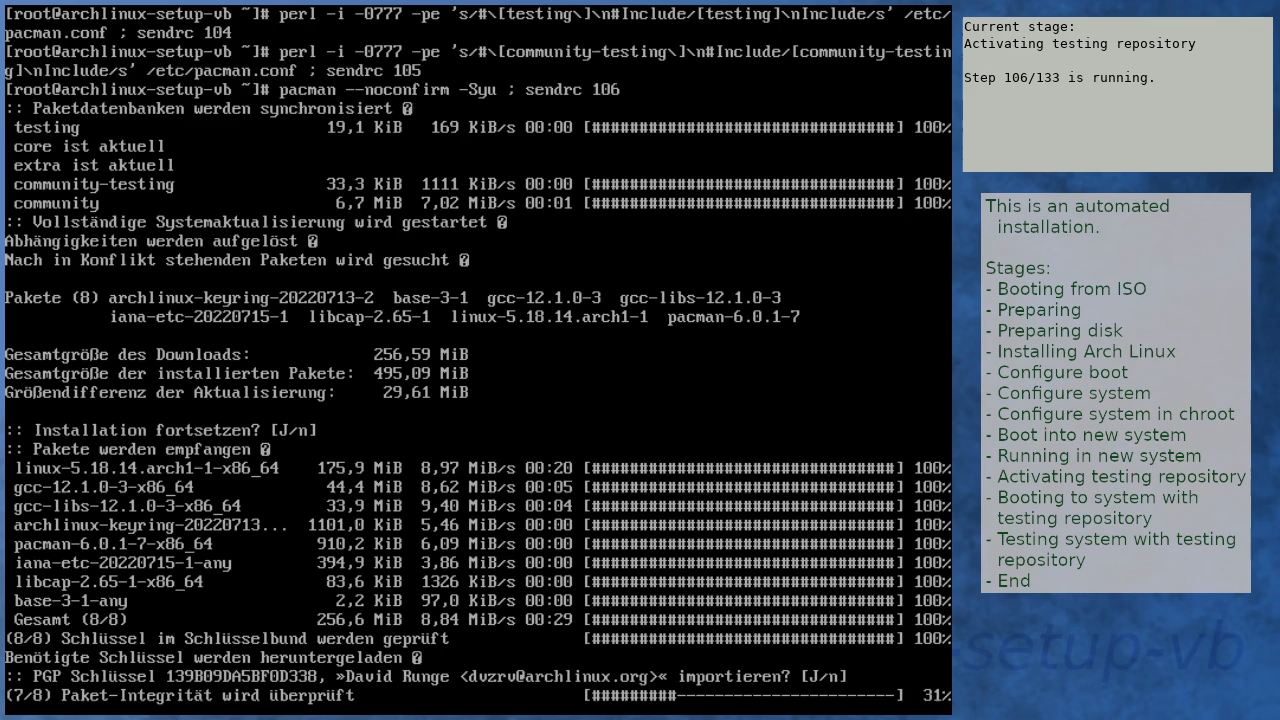 [root@archlinux-setup-vb ~]# perl -i -0777 -pe 's/#\[testing\]\n#Include/[testing]\nInclude/s' /etc/
pacman.conf ; sendrc 104
[root@archlinux-setup-vb ~]# perl -i -0777 -pe 's/#\[community-testing\]\n#Include/[community-testin
g]\nInclude/s' /etc/pacman.conf ; sendrc 105
[root@archlinux-setup-vb ~]# pacman --noconfirm -Syu ; sendrc 106
:: Paketdatenbanken werden synchronisiert �
testing 19,1 KiB 169 KiB/s 00:00 [################################] 100%
core ist aktuell
extra ist aktuell
community-testing 33,3 KiB 1111 KiB/s 00:00 [################################] 100%
community 6,7 MiB 7,02 MiB/s 00:01 [################################] 100%
:: Vollständige Systemaktualisierung wird gestartet �
Abhängigkeiten werden aufgelöst �
Nach in Konflikt stehenden Paketen wird gesucht �
Pakete (8) archlinux-keyring-20220713-2 base-3-1 gcc-12.1.0-3 gcc-libs-12.1.0-3
iana-etc-20220715-1 libcap-2.65-1 linux-5.18.14.arch1-1 pacman-6.0.1-7
Gesamtgröße des Downloads: 256,59 MiB
Gesamtgröße der installierten Pakete: 495,09 MiB
Größendifferenz der Aktualisierung: 29,61 MiB
:: Installation fortsetzen? [J/n]
:: Pakete werden empfangen �
linux-5.18.14.arch1-1-x86_64 175,9 MiB 8,97 MiB/s 00:20 [################################] 100%
gcc-12.1.0-3-x86_64 44,4 MiB 8,62 MiB/s 00:05 [################################] 100%
gcc-libs-12.1.0-3-x86_64 33,9 MiB 9,40 MiB/s 00:04 [################################] 100%
archlinux-keyring-20220713... 1101,0 KiB 5,46 MiB/s 00:00 [################################] 100%
pacman-6.0.1-7-x86_64 910,2 KiB 6,09 MiB/s 00:00 [################################] 100%
iana-etc-20220715-1-any 394,9 KiB 3,86 MiB/s 00:00 [################################] 100%
libcap-2.65-1-x86_64 83,6 KiB 1326 KiB/s 00:00 [################################] 100%
base-3-1-any 2,2 KiB 97,0 KiB/s 00:00 [################################] 100%
Gesamt (8/8) 256,6 MiB 8,84 MiB/s 00:29 [################################] 100%
(8/8) Schlüssel im Schlüsselbund werden geprüft [################################] 100%
Benötigte Schlüssel werden heruntergeladen �
:: PGP Schlüssel 139B09DA5BF0D338, »David Runge <dvzrv@archlinux.org>« importieren? [J/n]
(7/8) Paket-Integrität wird überprüft [#########-----------------------] 31%
Current stage:
Activating testing repository
Step 106/133 is running.
This is an automated
installation.
Stages:
- Booting from ISO
- Preparing
- Preparing disk
- Installing Arch Linux
- Configure boot
- Configure system
- Configure system in chroot
- Boot into new system
- Running in new system
- Activating testing repository
- Booting to system with
testing repository
- Testing system with testing
repository
- End
setup-vb